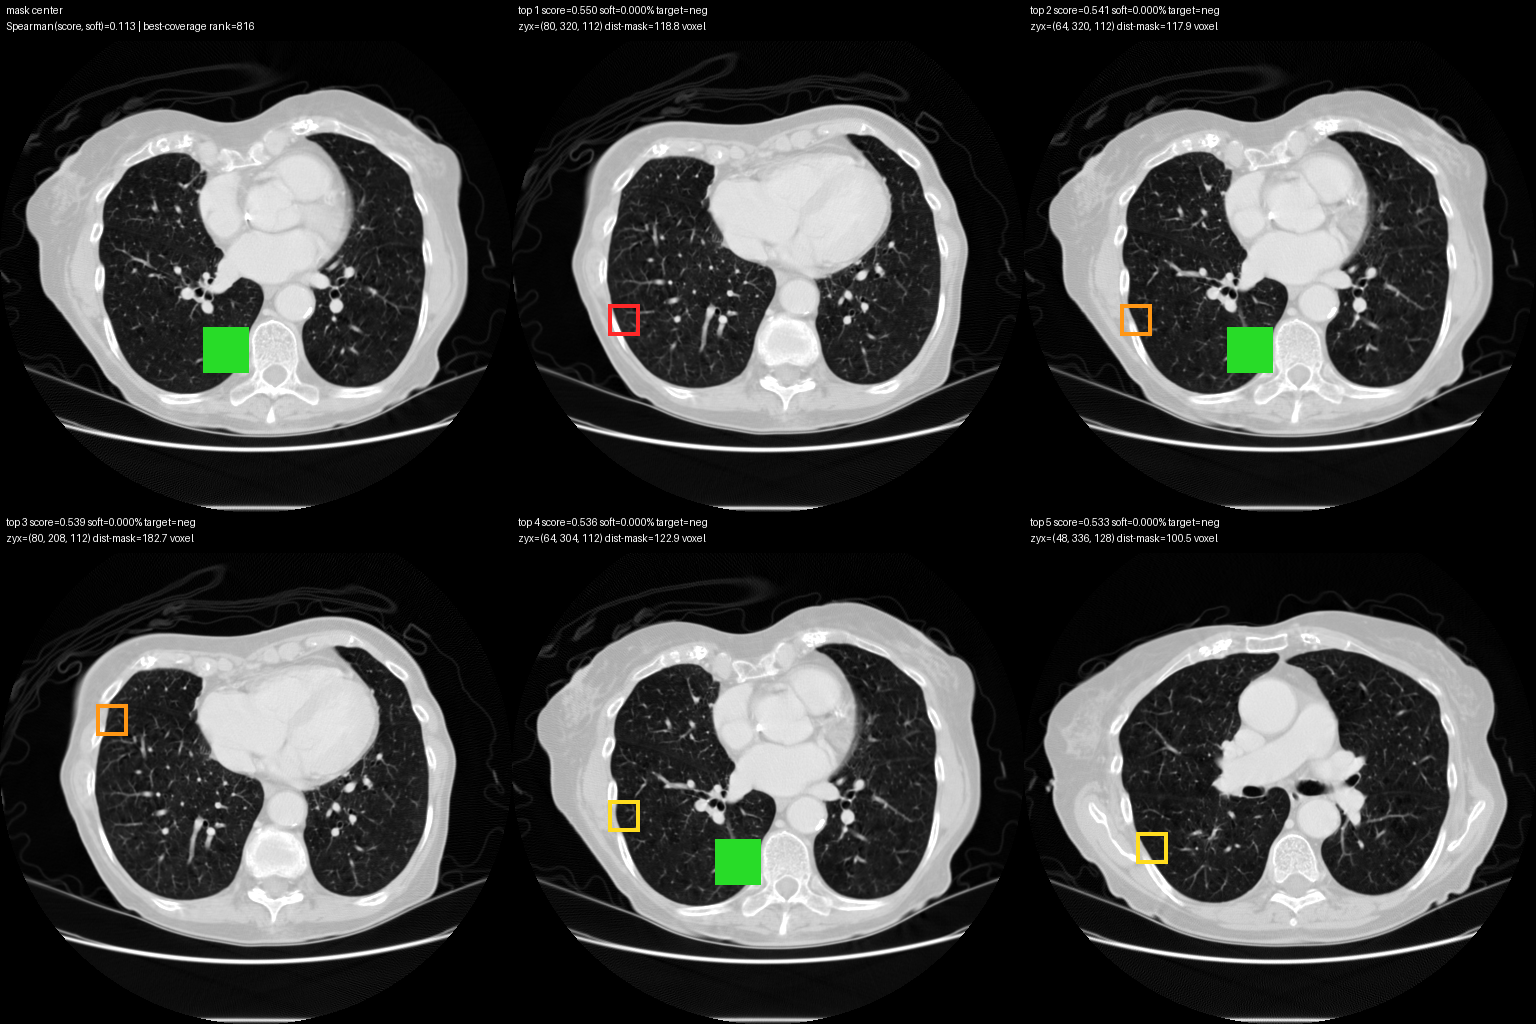 mask center
Spearman(score, soft)=0.113 | best-coverage rank=816
top 1 score=0.550 soft=0.000% target=neg
zyx=(80, 320, 112) dist-mask=118.8 voxel
top 2 score=0.541 soft=0.000% target=neg
zyx=(64, 320, 112) dist-mask=117.9 voxel
top 3 score=0.539 soft=0.000% target=neg
zyx=(80, 208, 112) dist-mask=182.7 voxel
top 4 score=0.536 soft=0.000% target=neg
zyx=(64, 304, 112) dist-mask=122.9 voxel
top 5 score=0.533 soft=0.000% target=neg
zyx=(48, 336, 128) dist-mask=100.5 voxel